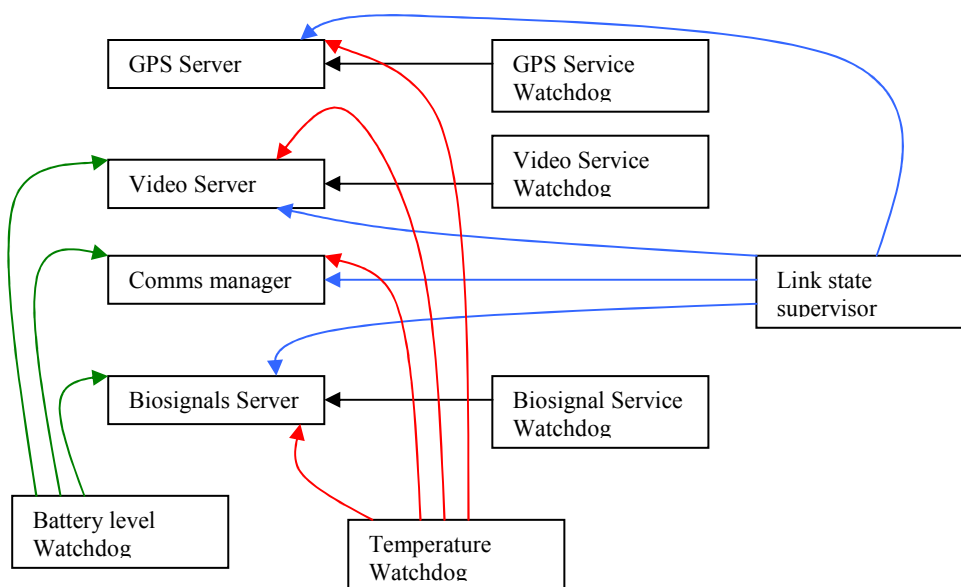 GPS Server
GPS Service
Watchdog
Video Server
Video Service
Watchdog
Comms manager
Link state
supervisor
Biosignals Server
Biosignal Service
Watchdog
Battery level
Watchdog
Temperature
Watchdog